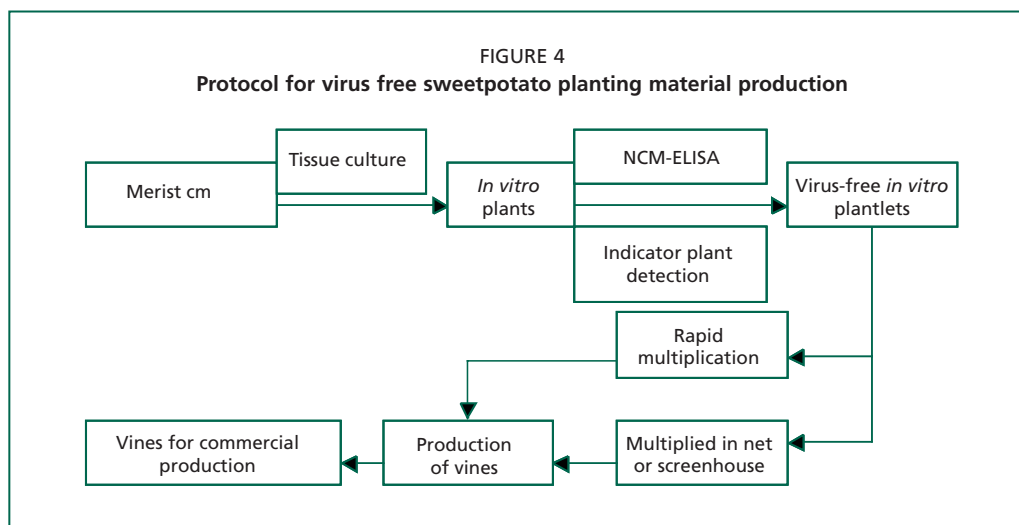 FIGURE 4
Protocol for virus free sweetpotato planting material production
Merist cm
Tissue culture
In vitro
plants
NCM-ELISA
Indicator plant
detection
Virus-free in vitro
plantlets
Rapid
multiplication
Multiplied in net
or screenhouse
Production
of vines
Vines for commercial
production